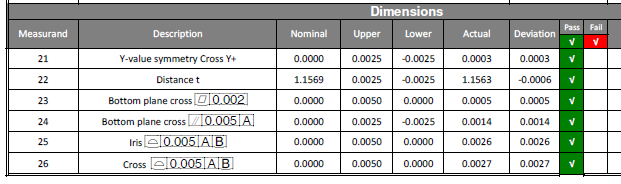 Dimensions
Measurand Description Nominal Upper Lower Actual Deviation Pass Fail
√ √
21 Y-value symmetry Cross Y+ 0.0000 0.0025 -0.0025 0.0003 0.0003 √
22 Distance t 1.1569 0.0025 -0.0025 1.1563 -0.0006 √
23 Bottom plane cross ⏥ 0.002 0.0000 0.0050 0.0000 0.0005 0.0005 √
24 Bottom plane cross // 0.005 A 0.0000 0.0025 -0.0025 0.0014 0.0014 √
25 Iris ⌓ 0.005 A B 0.0000 0.0050 0.0000 0.0026 0.0026 √
26 Cross ⌓ 0.005 A B 0.0000 0.0050 0.0000 0.0027 0.0027 √